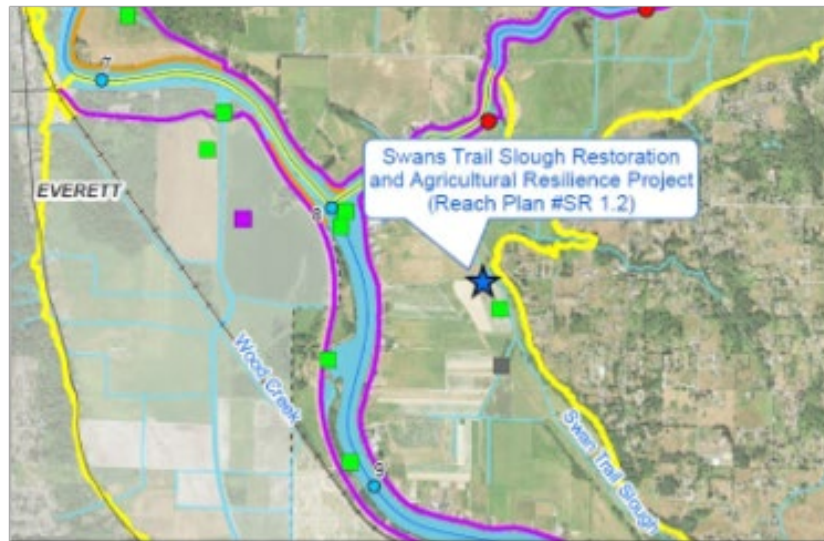 7
Swans Trail Slough Restoration
and Agricultural Resilience Project
(Reach Plan #SR 1.2)
EVERETT
8
Wood Creek
Swan Trail Slough
9